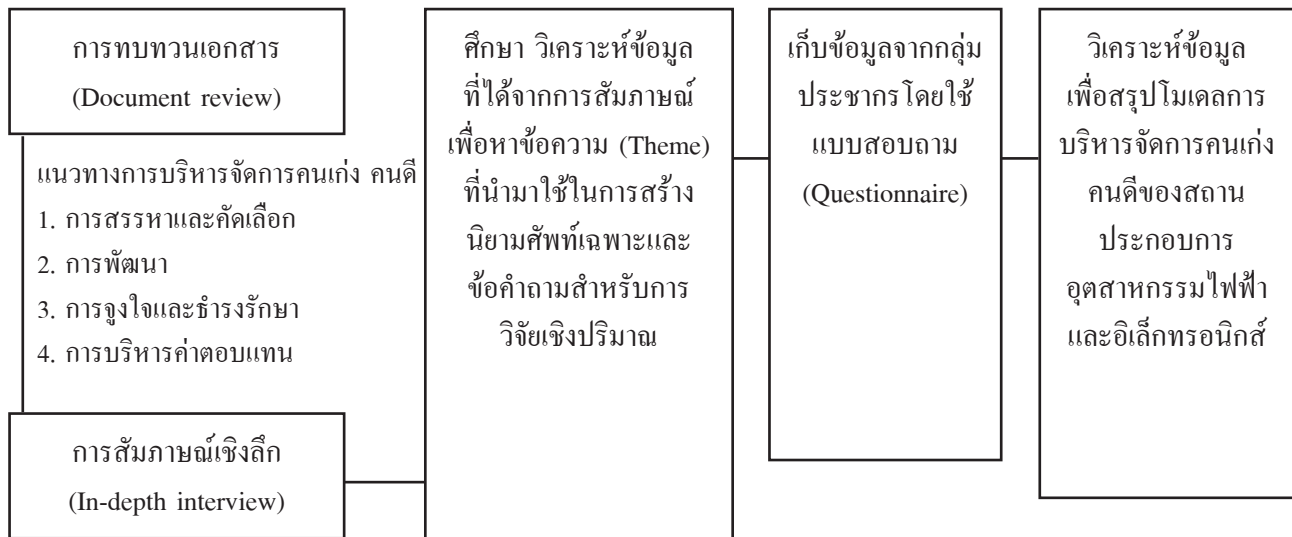 การทบทวนเอกสาร
(Document review)
แนวทางการบริหารจัดการคนเก่ง คนดี
1. การสรรหาและคัดเลือก
2. การพัฒนา
3. การจูงใจและธำรงรักษา
4. การบริหารค่าตอบแทน
การสัมภาษณ์เชิงลึก
(In-depth interview)
ศึกษา วิเคราะห์ข้อมูล
ที่ได้จากการสัมภาษณ์
เพื่อหาข้อความ (Theme)
ที่นำมาใช้ในการสร้าง
นิยามศัพท์เฉพาะและ
ข้อคำถามสำหรับการ
วิจัยเชิงปริมาณ
เก็บข้อมูลจากกลุ่ม
ประชากรโดยใช้
แบบสอบถาม
(Questionnaire)
วิเคราะห์ข้อมูล
เพื่อสรุปโมเดลการ
บริหารจัดการคนเก่ง
คนดีของสถาน
ประกอบการ
อุตสาหกรรมไฟฟ้า
และอิเล็กทรอนิกส์